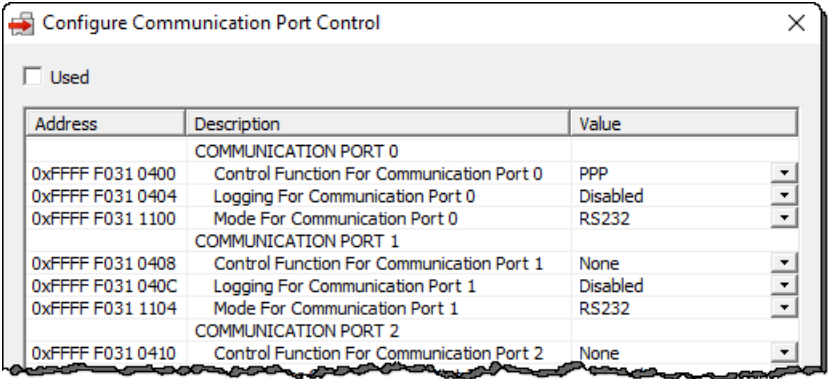 Configure Communication Port Control
Used
Address Description Value
COMMUNICATION PORT 0
0xFFFF F031 0400 Control Function For Communication Port 0 PPP
0xFFFF F031 0404 Logging For Communication Port 0 Disabled
0xFFFF F031 1100 Mode For Communication Port 0 RS232
COMMUNICATION PORT 1
0xFFFF F031 0408 Control Function For Communication Port 1 None
0xFFFF F031 040C Logging For Communication Port 1 Disabled
0xFFFF F031 1104 Mode For Communication Port 1 RS232
COMMUNICATION PORT 2
0xFFFF F031 0410 Control Function For Communication Port 2 None